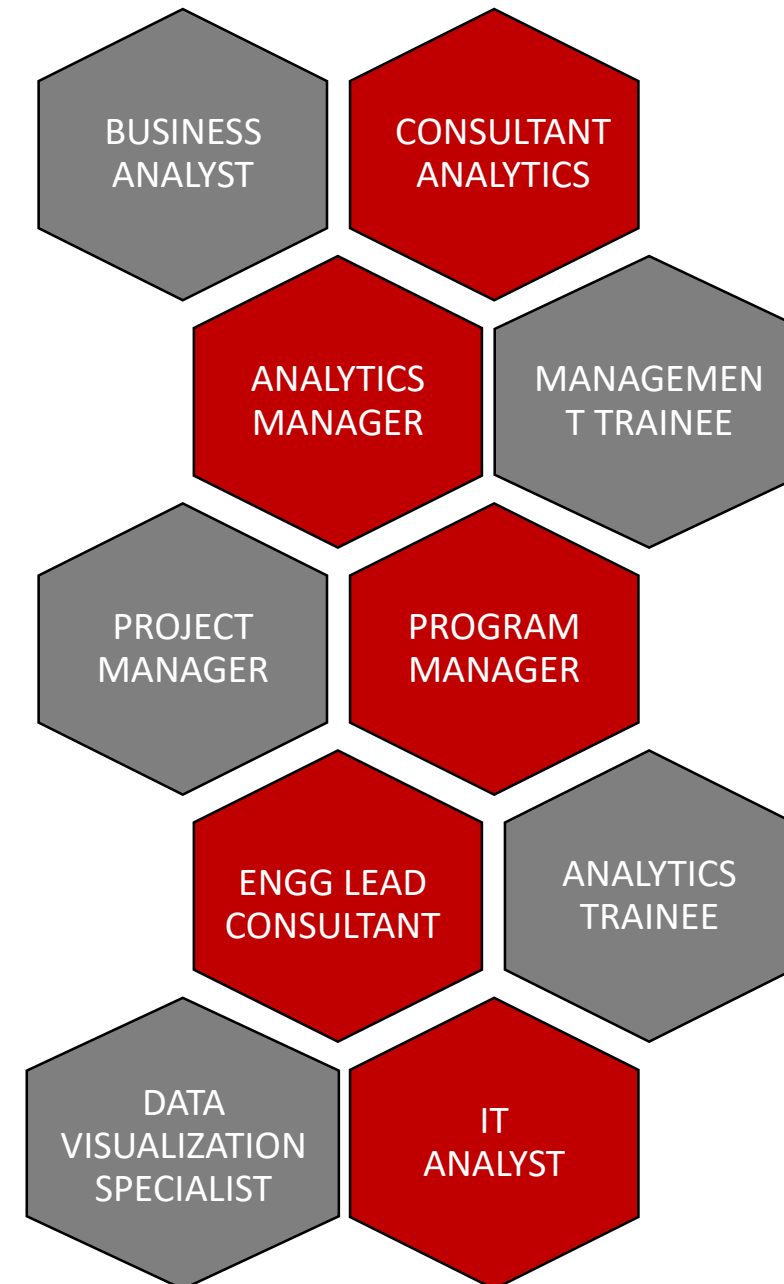 BUSINESS
ANALYST
CONSULTANT
ANALYTICS
ANALYTICS
MANAGER
MANAGEMEN
T TRAINEE
PROJECT
MANAGER
PROGRAM
MANAGER
ENGG LEAD
CONSULTANT
ANALYTICS
TRAINEE
DATA
VISUALIZATION
SPECIALIST
IT
ANALYST